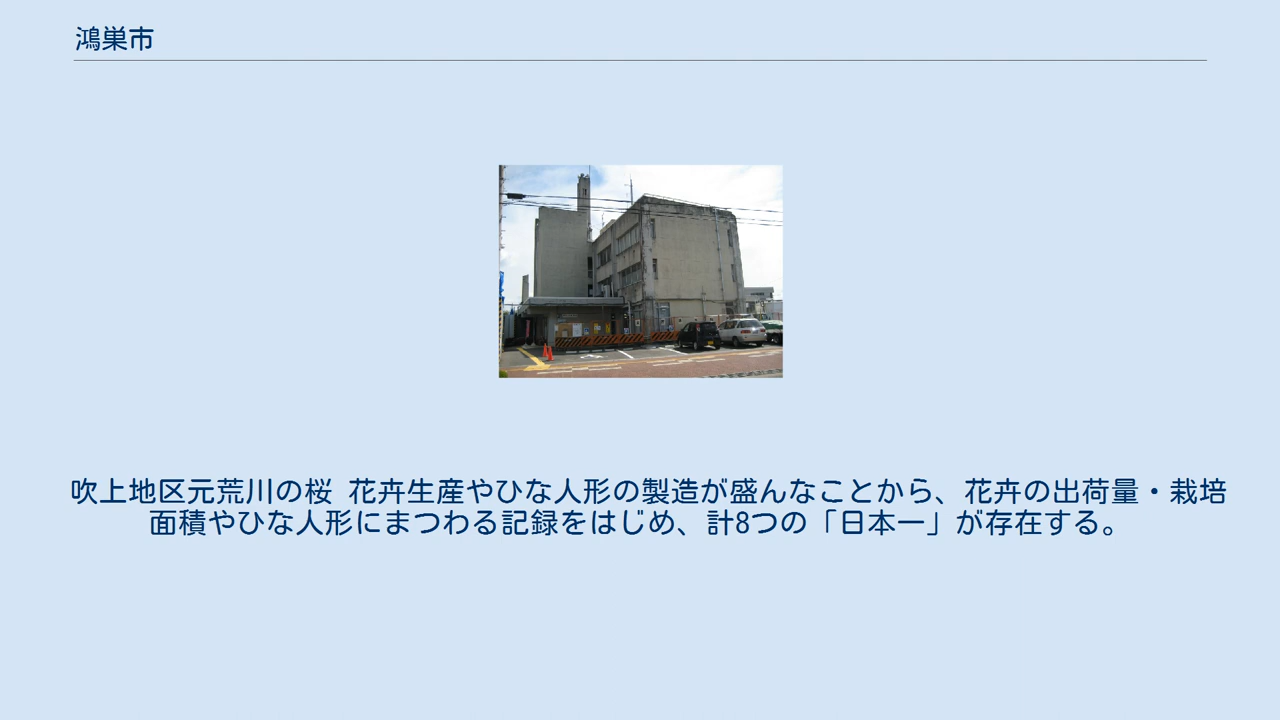 鴻巣市
吹上地区元荒川の桜 花卉生産やひな人形の製造が盛んなことから、花卉の出荷量・栽培
面積やひな人形にまつわる記録をはじめ、計8つの「日本一」が存在する。